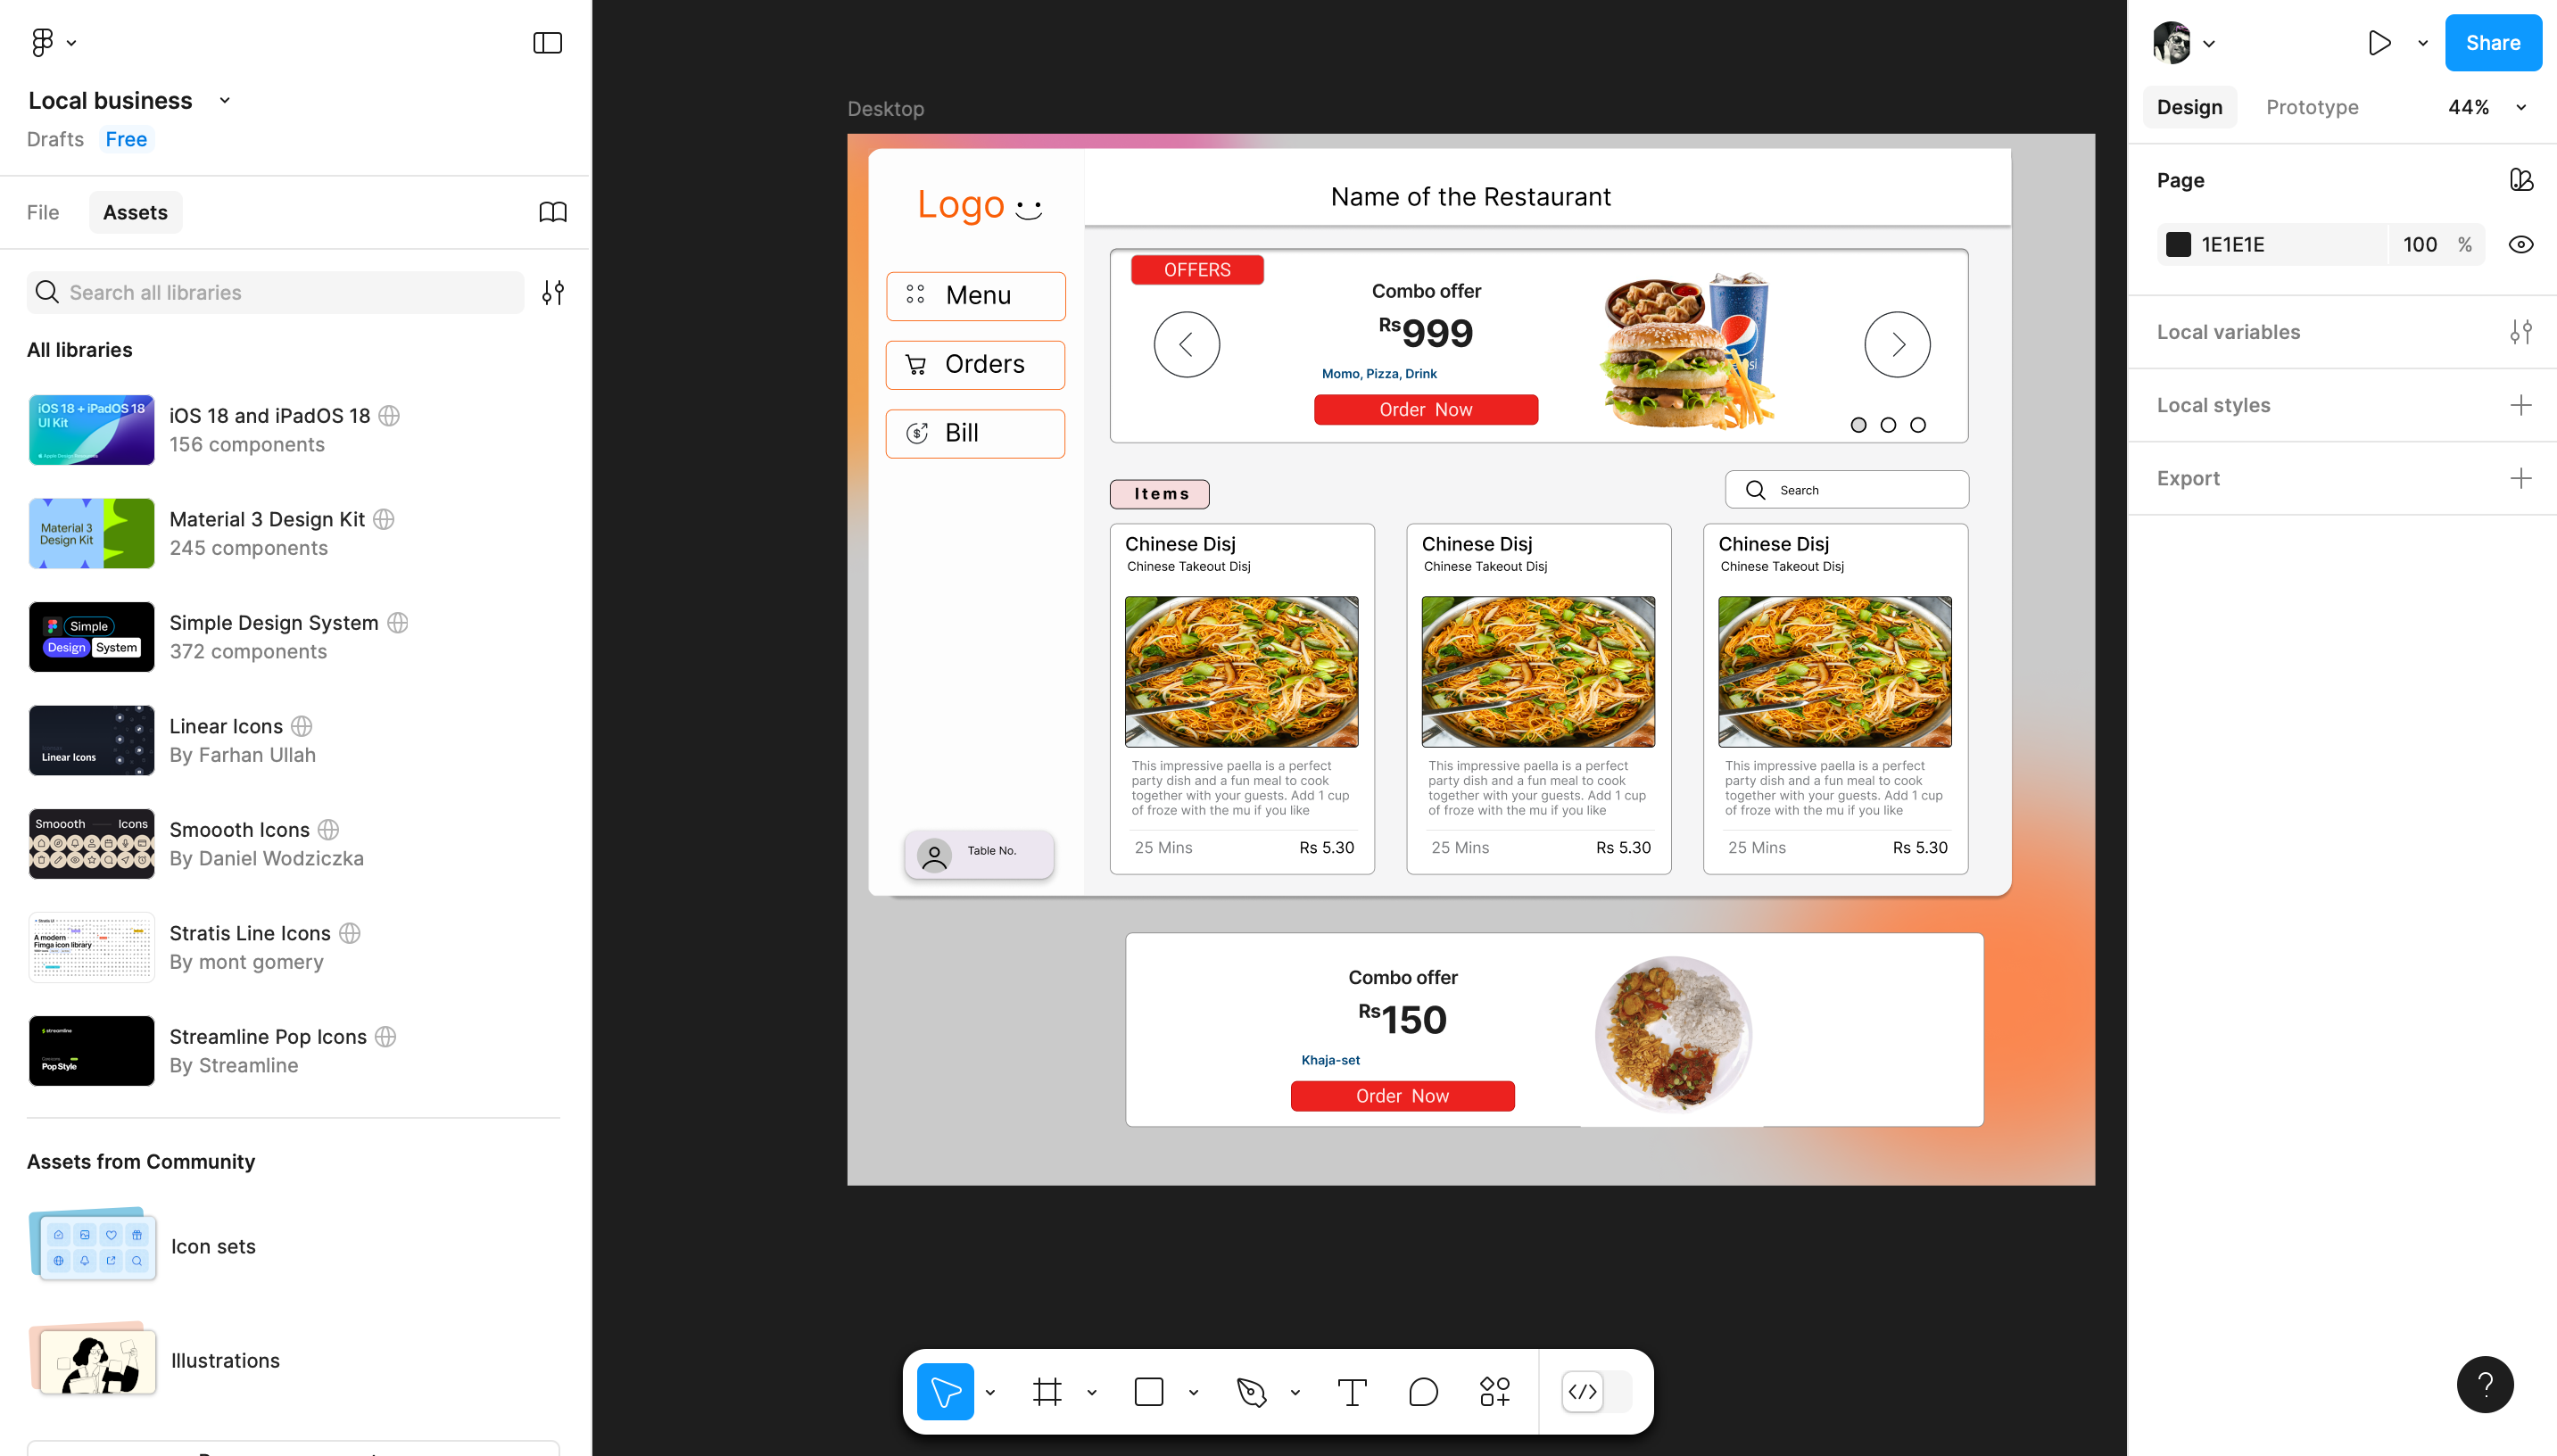 Local business
Drafts Free
File Assets
Search all libraries
All libraries
iOS 18 + iPadOS 18
UI Kit
iOS 18 and iPadOS 18
156 components
Material 3
Design Kit
Material 3 Design Kit
245 components
Simple
Design System
Simple Design System
372 components
Linear Icons
Linear Icons
By Farhan Ullah
Smoooth Icons
Smoooth Icons
By Daniel Wodziczka
A modern
Fimga icon library
Stratis Line Icons
By mont gomery
streamline
Pop Style
Streamline Pop Icons
By Streamline
Assets from Community
Icon sets
Illustrations
Desktop
Logo
Name of the Restaurant
Menu
Orders
Bill
Table No.
OFFERS
Combo offer
Rs999
Momo, Pizza, Drink
Order Now
Items
Search
Chinese Disj
Chinese Takeout Disj
This impressive paella is a perfect
party dish and a fun meal to cook
together with your guests. Add 1 cup
of froze with the mu if you like
25 Mins Rs 5.30
Chinese Disj
Chinese Takeout Disj
This impressive paella is a perfect
party dish and a fun meal to cook
together with your guests. Add 1 cup
of froze with the mu if you like
25 Mins Rs 5.30
Chinese Disj
Chinese Takeout Disj
This impressive paella is a perfect
party dish and a fun meal to cook
together with your guests. Add 1 cup
of froze with the mu if you like
25 Mins Rs 5.30
Combo offer
Rs150
Khaja-set
Order Now
Share
Design Prototype 44%
Page
1E1E1E 100 %
Local variables
Local styles
Export
?